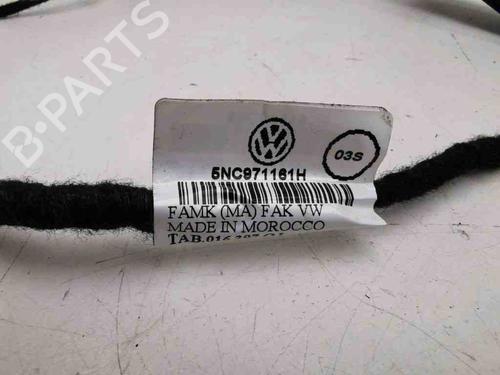 B-PARTS
03S
5NC971161H
FAMK (MA) FAK VW
MADE IN MOROCCO